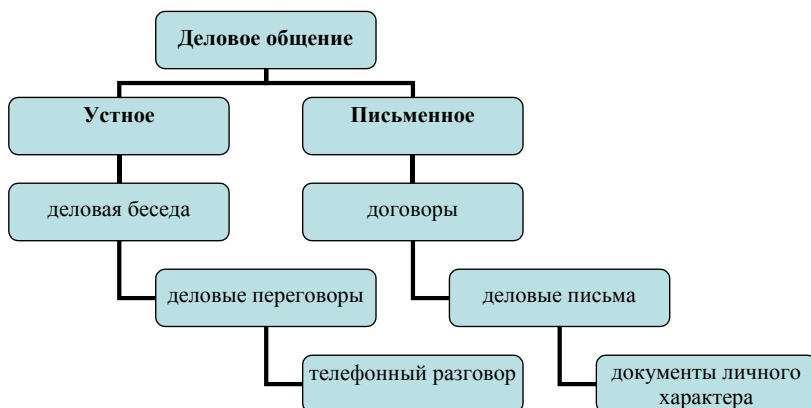 Деловое общение
Устное
Письменное
деловая беседа
договоры
деловые переговоры
деловые письма
телефонный разговор
документы личного
характера